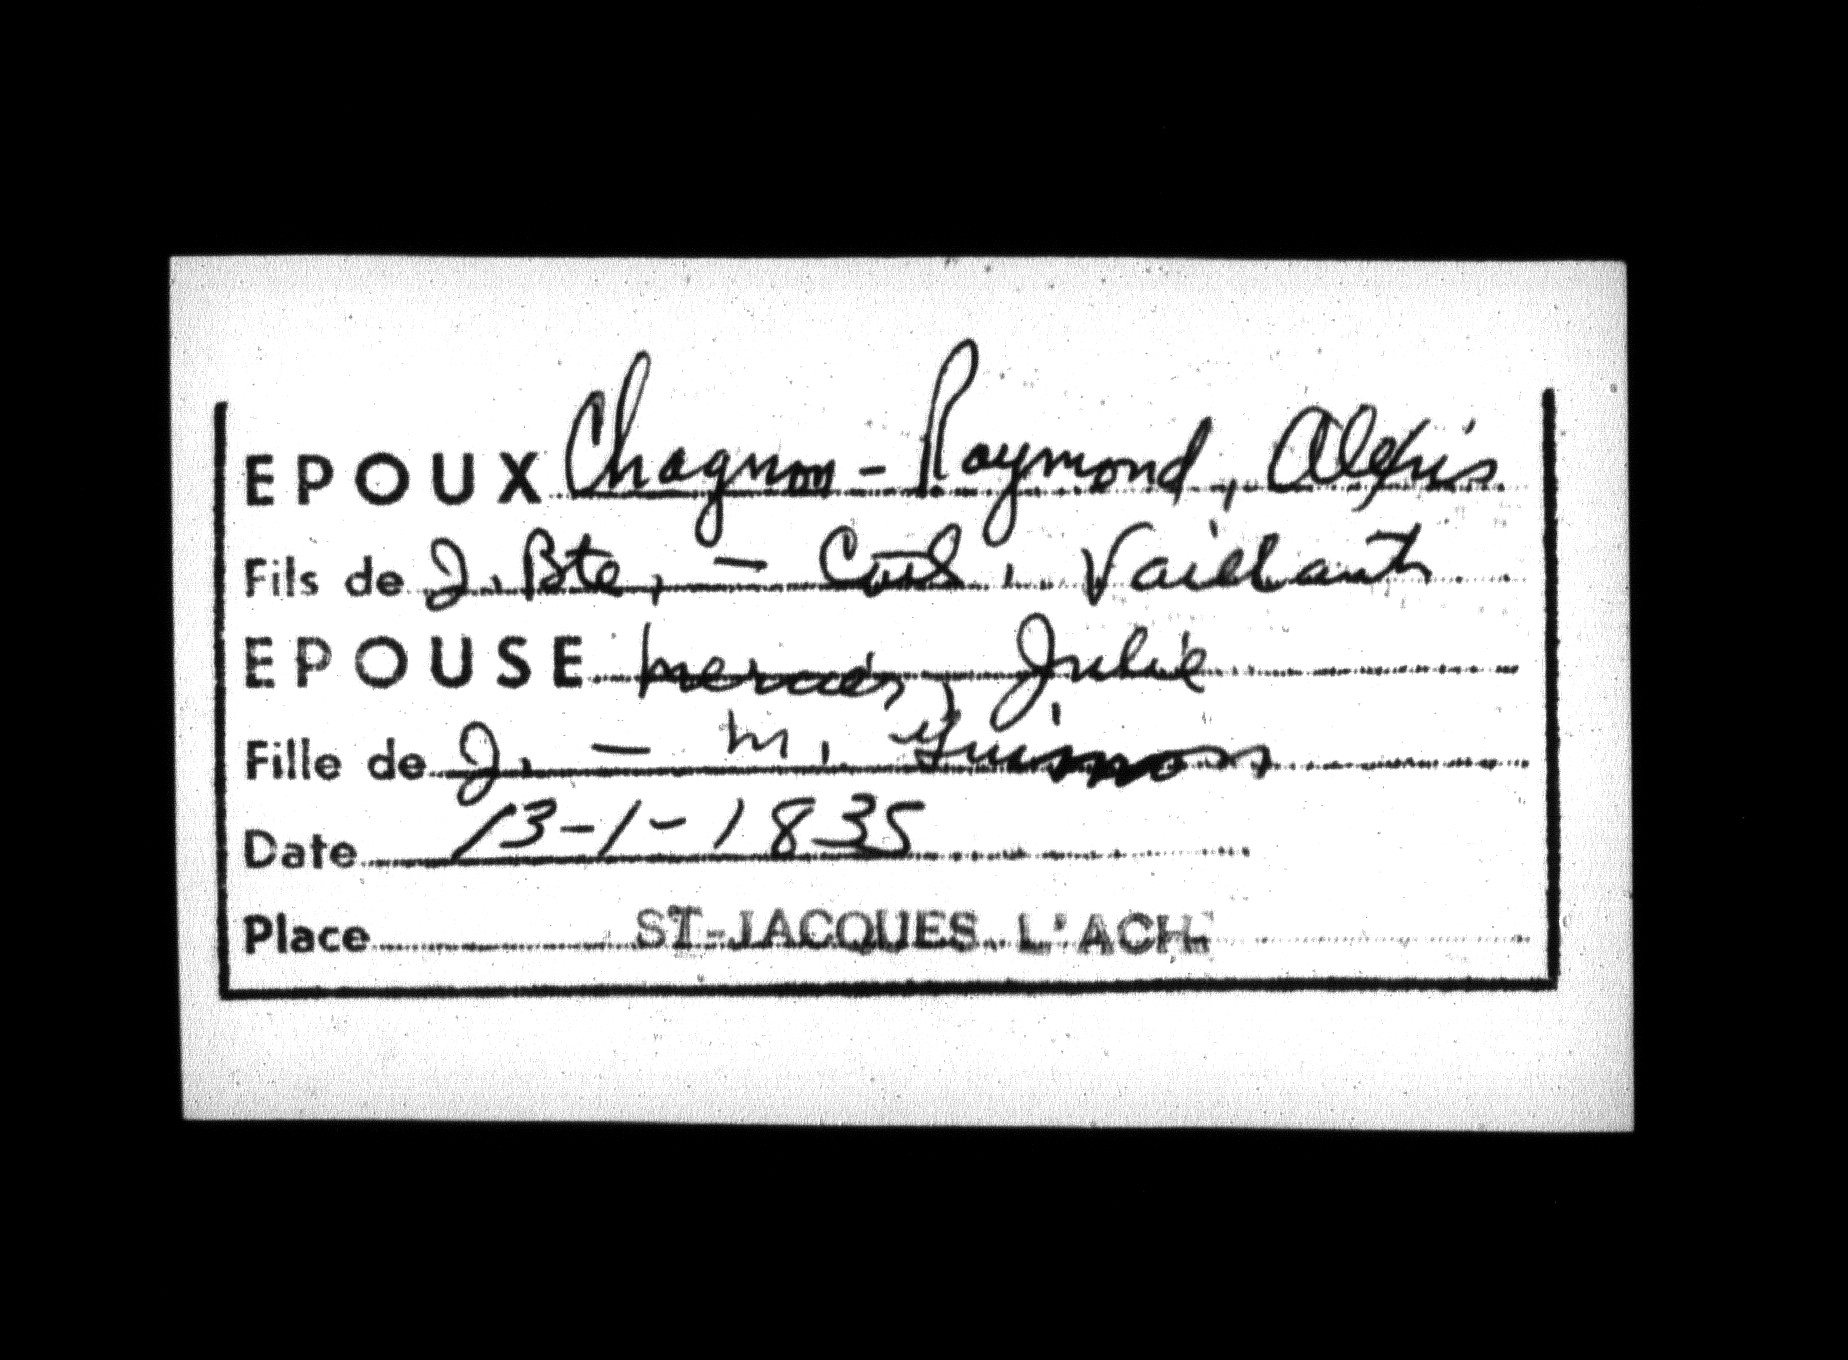 EPOUX Chagnon - Raymond, Alexis
Fils de J. Bte, - Cath. Vaillant
EPOUSE Mercier, Julie
Fille de J. - M.
Date 13-1-1835
Place ST-JACQUES L'ACH